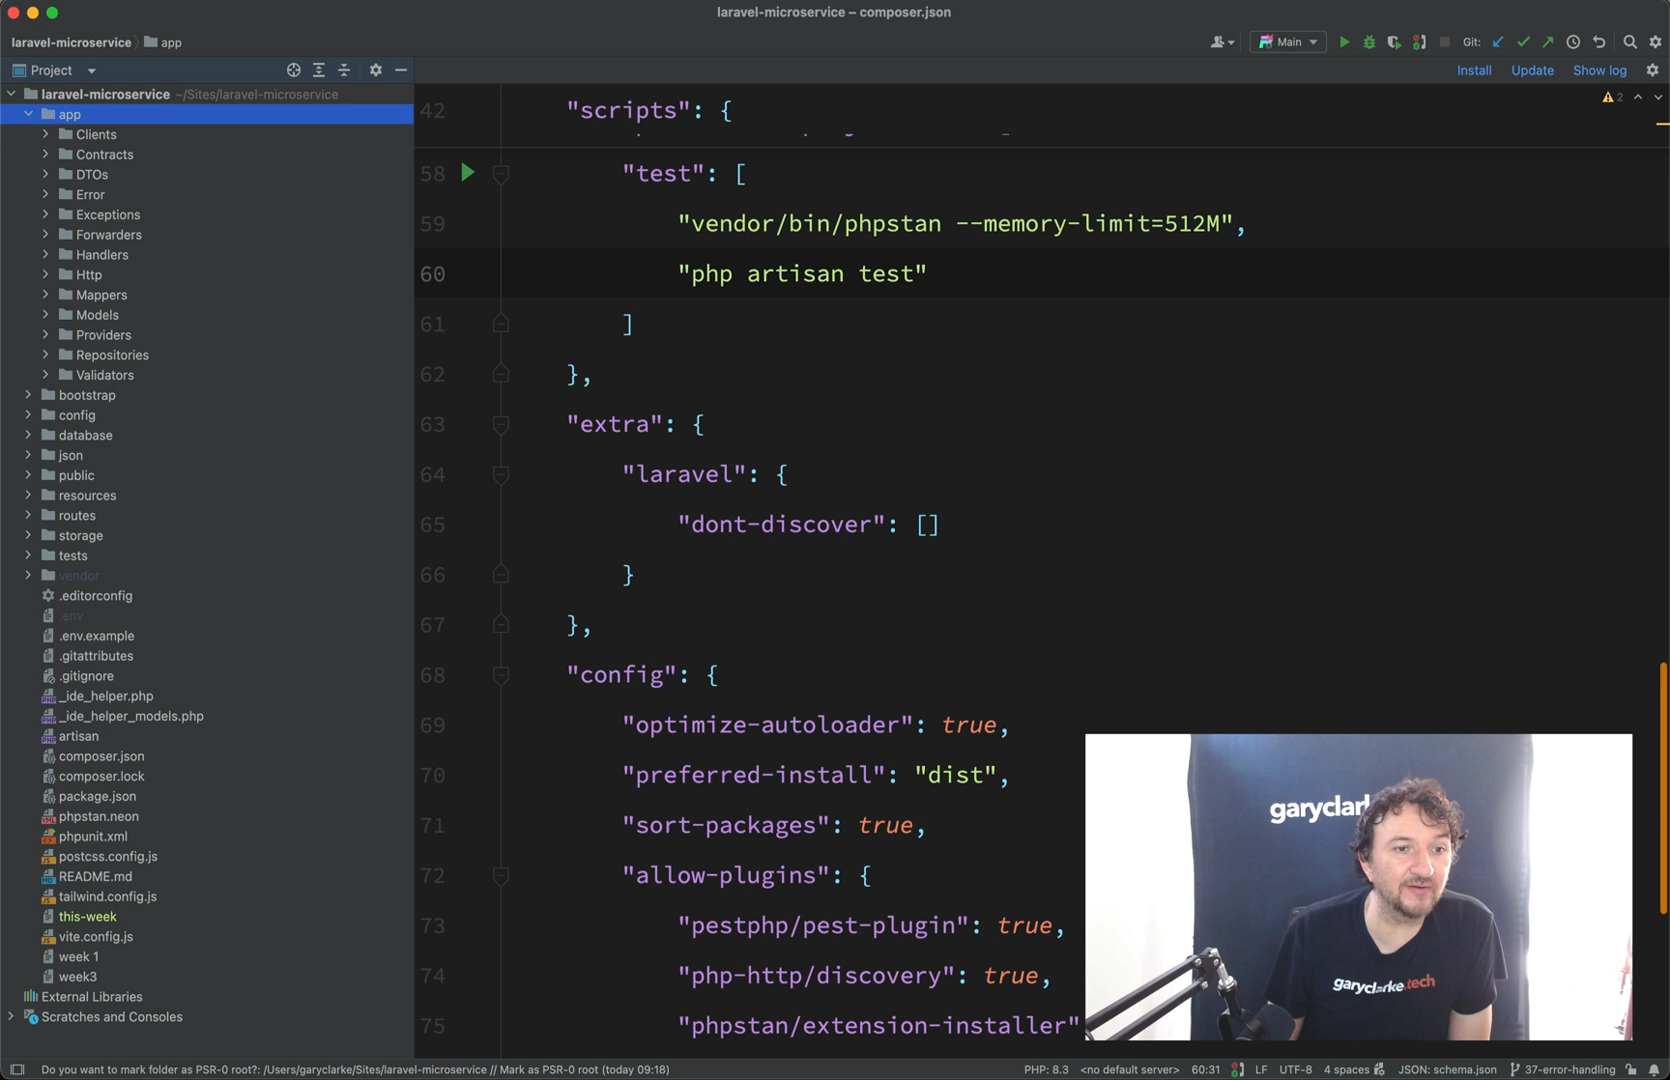 laravel-microservice – composer.json
laravel-microservice
app
Main
Git:
Project
Install
Update
Show log
laravel-microservice ~/Sites/laravel-microservice
app
Clients
Contracts
DTOs
Error
Exceptions
Forwarders
Handlers
Http
Mappers
Models
Providers
Repositories
Validators
bootstrap
config
database
json
public
resources
routes
storage
tests
vendor
.editorconfig
.env
.env.example
.gitattributes
.gitignore
_ide_helper.php
_ide_helper_models.php
artisan
composer.json
composer.lock
package.json
phpstan.neon
phpunit.xml
postcss.config.js
README.md
tailwind.config.js
this-week
vite.config.js
week 1
week3
External Libraries
Scratches and Consoles
2
42 "scripts": {
58 "test": [
59 "vendor/bin/phpstan --memory-limit=512M",
60 "php artisan test"
61 ]
62 },
63 "extra": {
64 "laravel": {
65 "dont-discover": []
66 }
67 },
68 "config": {
69 "optimize-autoloader": true,
70 "preferred-install": "dist",
71 "sort-packages": true,
72 "allow-plugins": {
73 "pestphp/pest-plugin": true,
74 "php-http/discovery": true,
75 "phpstan/extension-installer"
garyclark
garyclarke.tech
Do you want to mark folder as PSR-0 root?: /Users/garyclarke/Sites/laravel-microservice // Mark as PSR-0 root (today 09:18)
PHP: 8.3
<no default server>
60:31
LF
UTF-8
4 spaces
JSON: schema.json
37-error-handling